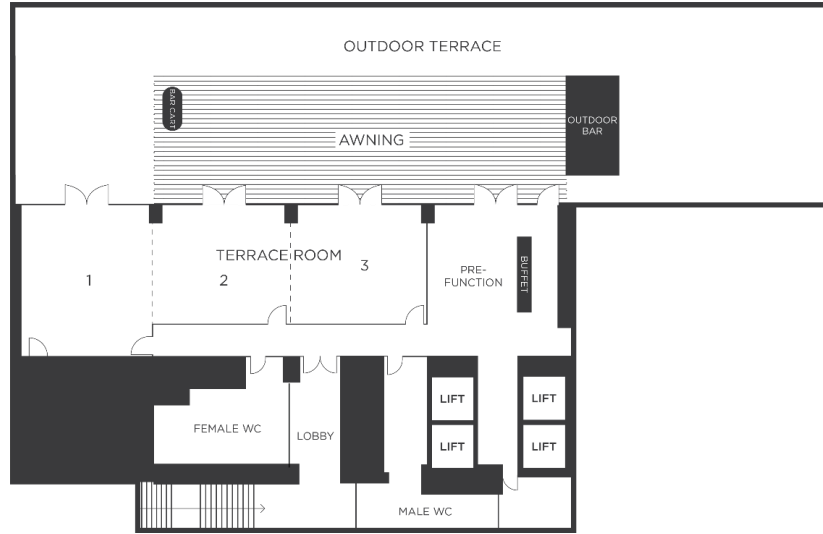 OUTDOOR TERRACE
BAR CART
OUTDOOR
BAR
AWNING
TERRACE ROOM
1
2
3
PRE-
FUNCTION
BUFFET
LIFT
LIFT
FEMALE WC
LOBBY
LIFT
LIFT
MALE WC